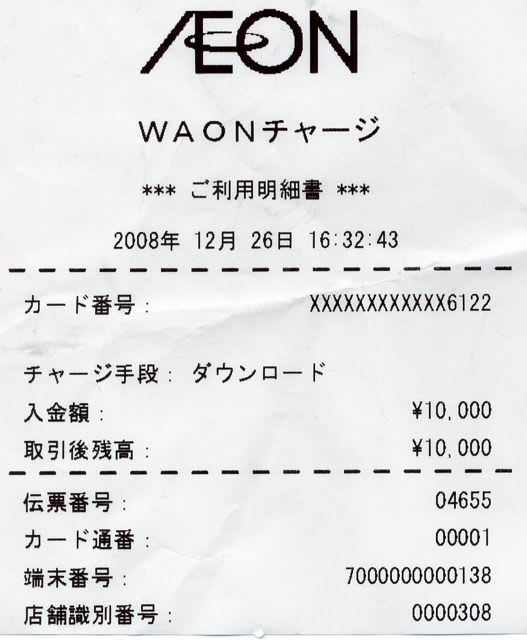 ÆON
WAONチャージ
*** ご利用明細書 ***
2008年 12月 26日 16:32:43
カード番号: XXXXXXXXXXXX6122
チャージ手段: ダウンロード
入金額: ¥10,000
取引後残高: ¥10,000
伝票番号: 04655
カード通番: 00001
端末番号: 7000000000138
店舗識別番号: 0000308